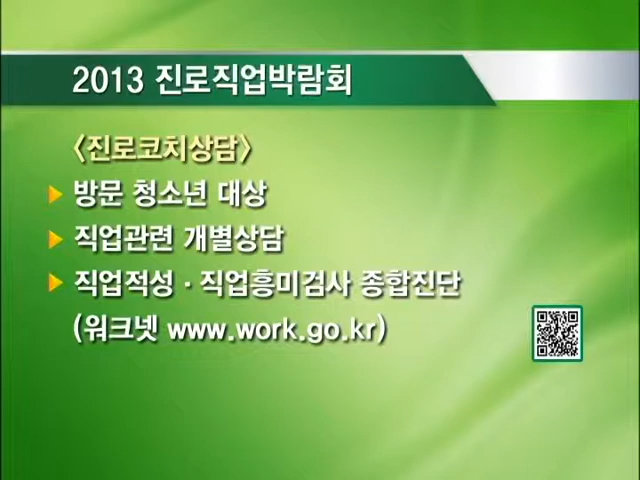 2013 진로직업박람회
<진로코치상담>
방문 청소년 대상
직업관련 개별상담
직업적성 · 직업흥미검사 종합진단
(워크넷 www.work.go.kr)